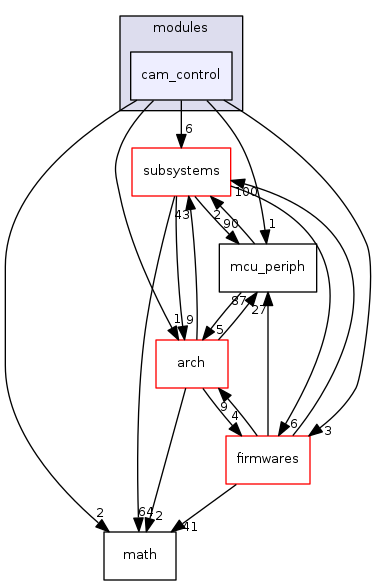 modules
cam_control
6
subsystems
100
43
2
90
1
mcu_periph
87
27
1
9
5
arch
9
4
6
3
firmwares
2
64
2
41
math